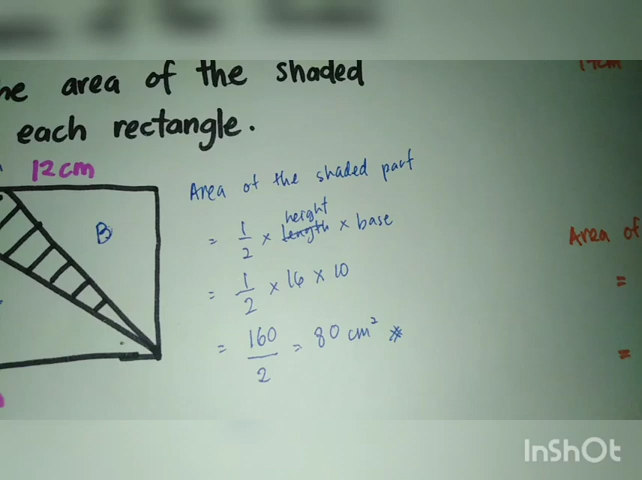 area of the shaded
each rectangle.
12cm
B
Area of the shaded part
height
= 1/2 × length × base
= 1/2 × 16 × 10
= 160/2 = 80 cm² *
Area of
=
=
InShOt